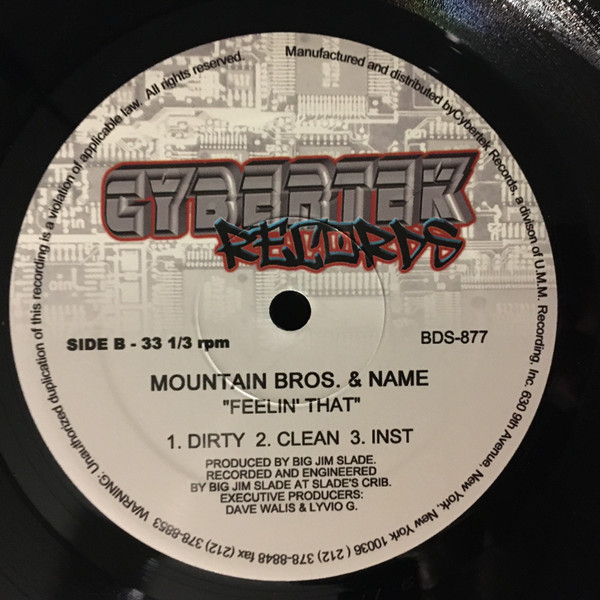 Manufactured and distributed byCybertek Records, a divison of U.M.M. Recording, Inc. 630 9th Avenue, New York, New York 10036 ( 212) 378-8848 fax (212) 378-8853 WARNING: Unauthorized duplication of this recording is a violation of applicable law. All rights reserved.
CYBERTEK
RECORDS
SIDE B - 33 1/3 rpm
BDS-877
MOUNTAIN BROS. & NAME
"FEELIN' THAT"
1. DIRTY 2. CLEAN 3. INST
PRODUCED BY BIG JIM SLADE.
RECORDED AND ENGINEERED
BY BIG JIM SLADE AT SLADE'S CRIB.
EXECUTIVE PRODUCERS:
DAVE WALIS & LYVIO G.